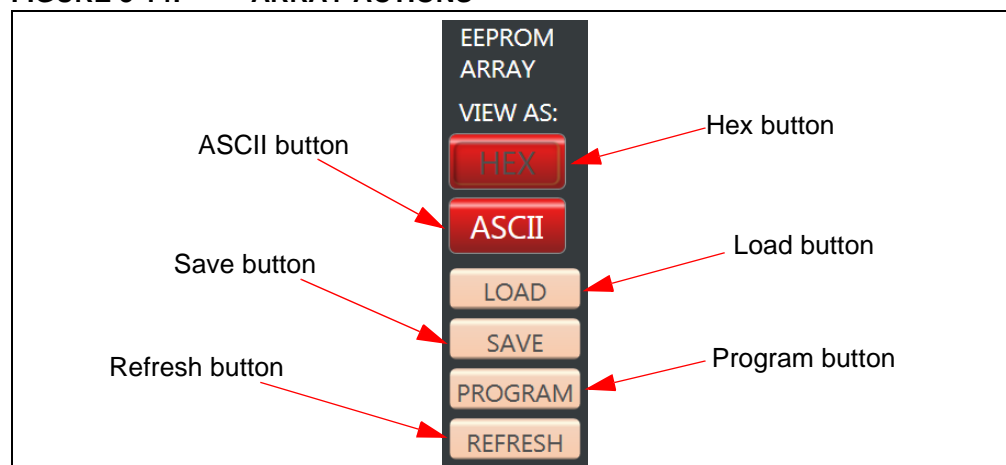 EEPROM
ARRAY
VIEW AS:
Hex button
ASCII button
HEX
ASCII
Load button
Save button
LOAD
SAVE
Program button
Refresh button
PROGRAM
REFRESH